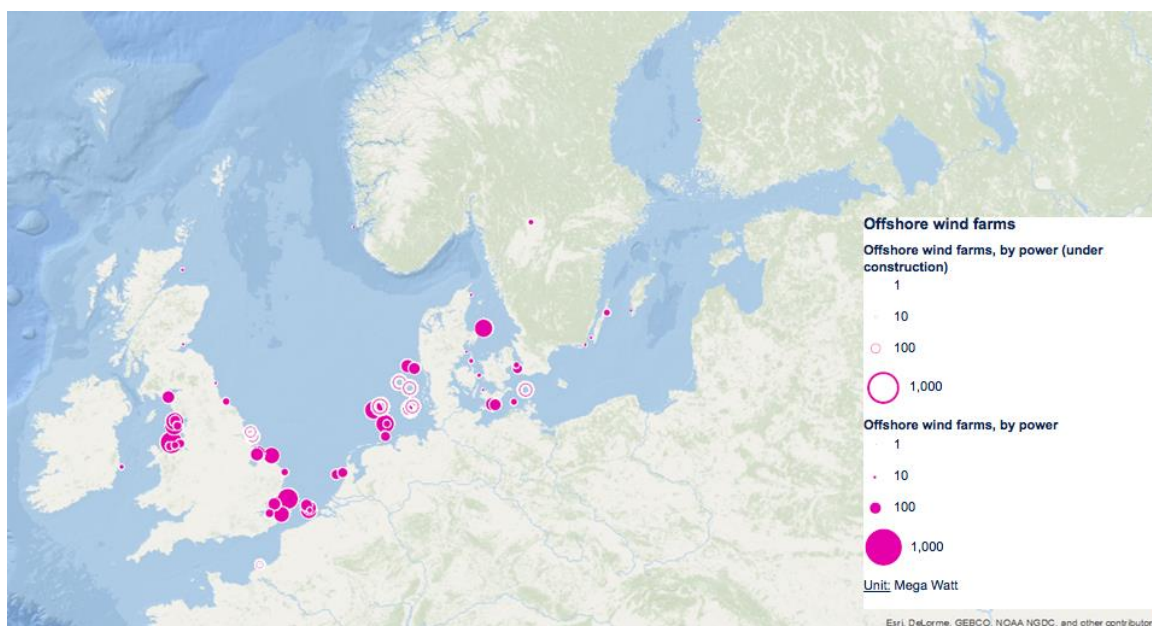 Offshore wind farms
Offshore wind farms, by power (under
construction)
1
10
100
1,000
Offshore wind farms, by power
1
10
100
1,000
Unit: Mega Watt
Esri, DeLorme, GEBCO, NOAA NGDC, and other contributor